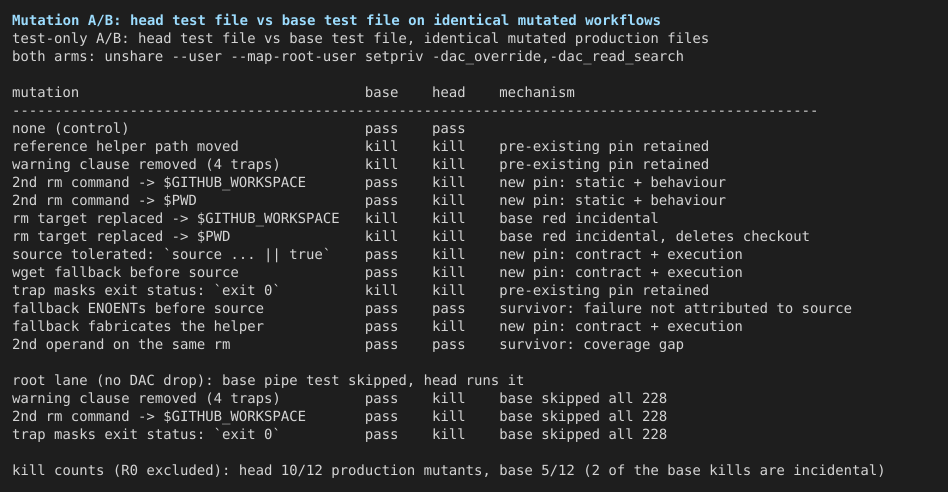 Mutation A/B: head test file vs base test file on identical mutated workflows
test-only A/B: head test file vs base test file, identical mutated production files
both arms: unshare --user --map-root-user setpriv -dac_override,-dac_read_search
mutation base head mechanism
----------------------------------------------------------------------------------------------------
none (control) pass pass
reference helper path moved kill kill pre-existing pin retained
warning clause removed (4 traps) kill kill pre-existing pin retained
2nd rm command -> $GITHUB_WORKSPACE pass kill new pin: static + behaviour
2nd rm command -> $PWD pass kill new pin: static + behaviour
rm target replaced -> $GITHUB_WORKSPACE kill kill base red incidental
rm target replaced -> $PWD kill kill base red incidental, deletes checkout
source tolerated: `source ... || true` pass kill new pin: contract + execution
wget fallback before source pass kill new pin: contract + execution
trap masks exit status: `exit 0` kill kill pre-existing pin retained
fallback ENOENTs before source pass pass survivor: failure not attributed to source
fallback fabricates the helper pass kill new pin: contract + execution
2nd operand on the same rm pass pass survivor: coverage gap
root lane (no DAC drop): base pipe test skipped, head runs it
warning clause removed (4 traps) pass kill base skipped all 228
2nd rm command -> $GITHUB_WORKSPACE pass kill base skipped all 228
trap masks exit status: `exit 0` pass kill base skipped all 228
kill counts (R0 excluded): head 10/12 production mutants, base 5/12 (2 of the base kills are incidental)